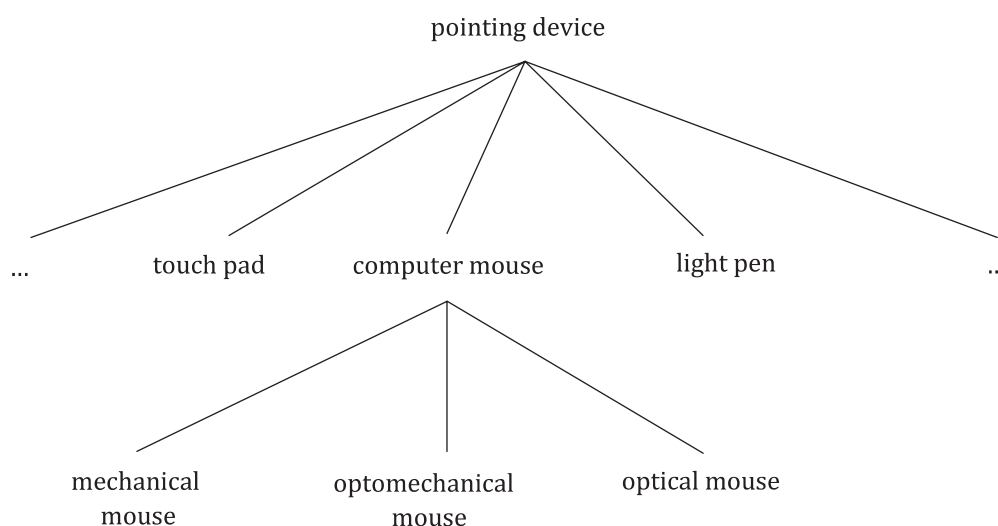 pointing device
...
touch pad
computer mouse
light pen
..
mechanical
mouse
optomechanical
mouse
optical mouse